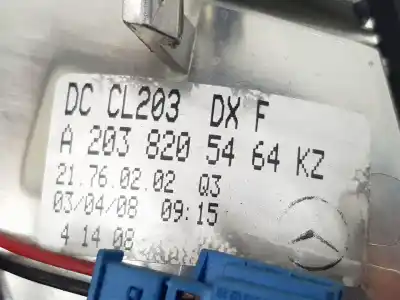 DC CL203 DX F
A 203 820 54 64 KZ
21.76.02.02 Q3
03/04/08 09:15
4 14 08